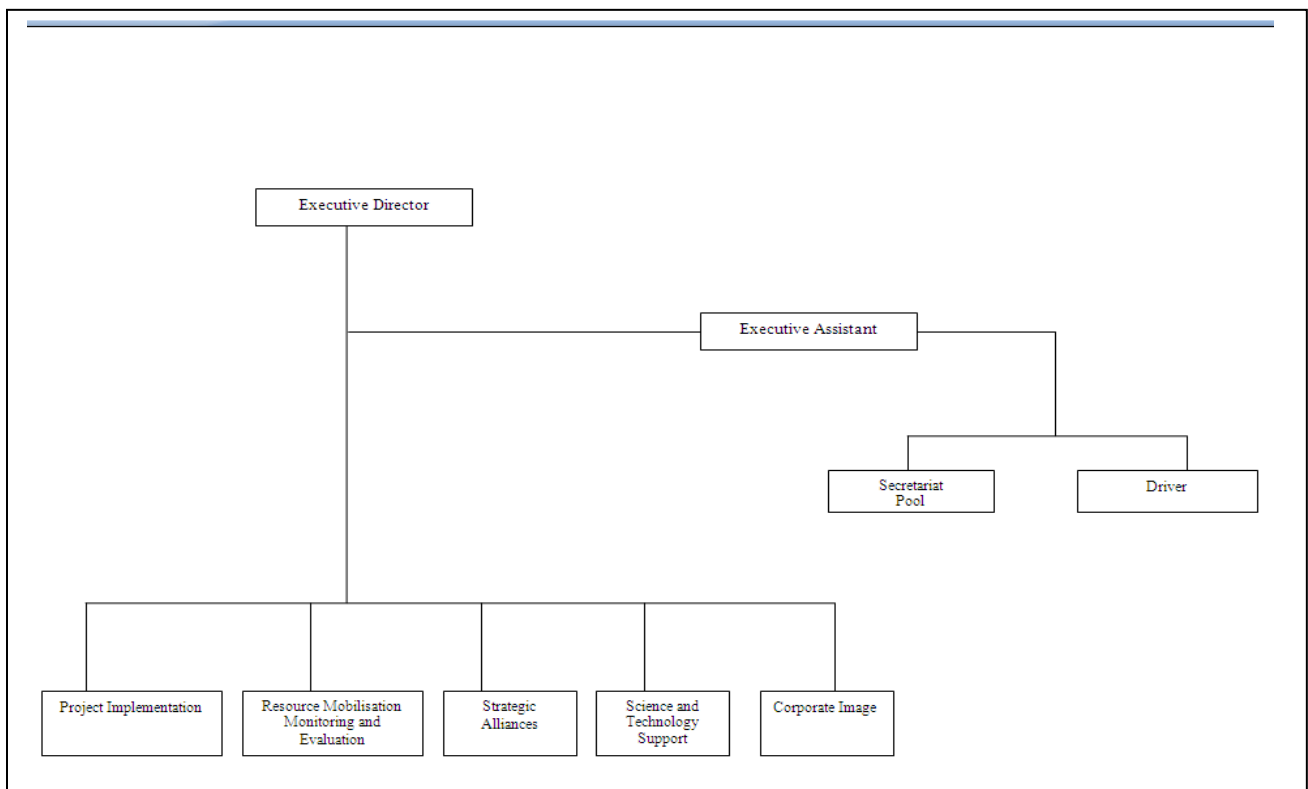 Executive Director
Executive Assistant
Secretariat
Pool
Driver
Project Implementation
Resource Mobilisation
Monitoring and
Evaluation
Strategic
Alliances
Science and
Technology
Support
Corporate Image